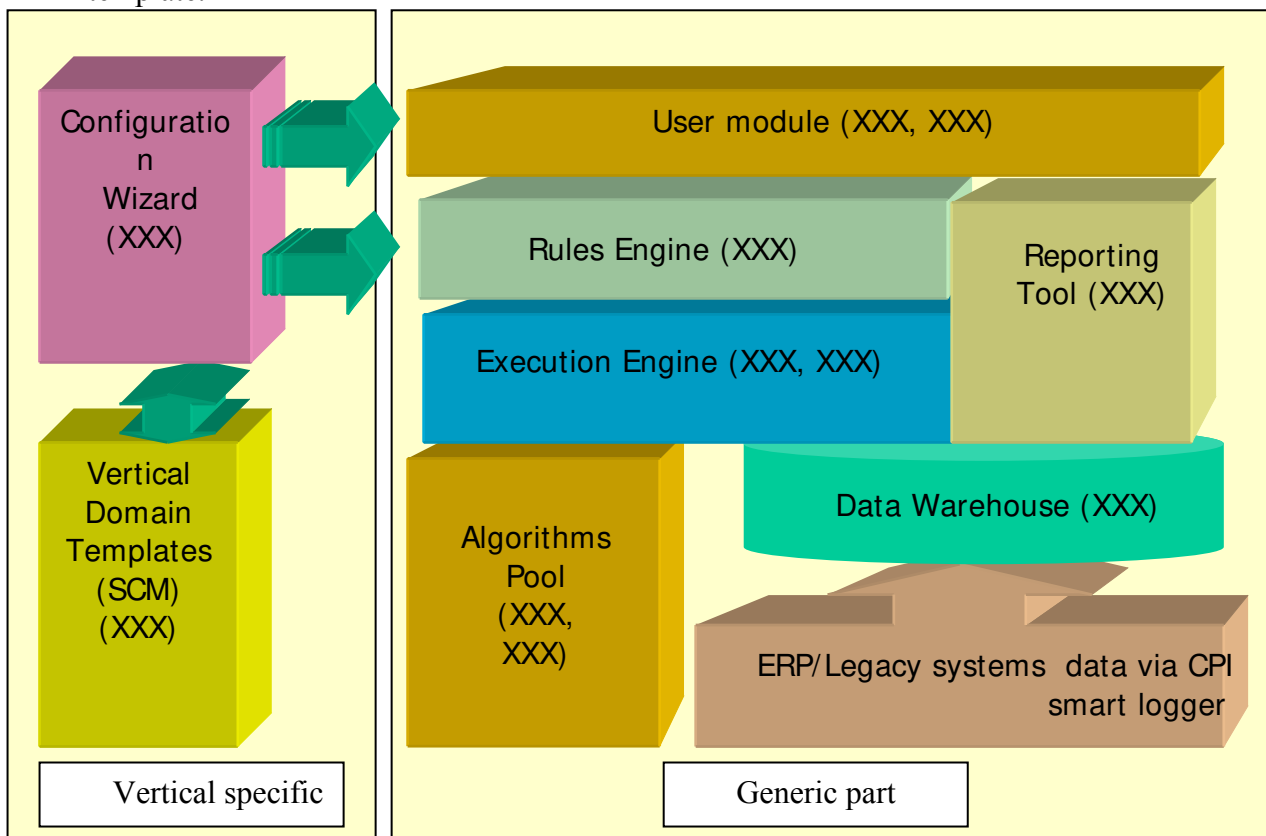 template.
Configuratio
n
Wizard
(XXX)
User module (XXX, XXX)
Rules Engine (XXX)
Reporting
Tool (XXX)
Execution Engine (XXX, XXX)
Vertical
Domain
Templates
(SCM)
(XXX)
Algorithms
Pool
(XXX,
XXX)
Data Warehouse (XXX)
ERP/Legacy systems data via CPI
smart logger
Vertical specific
Generic part